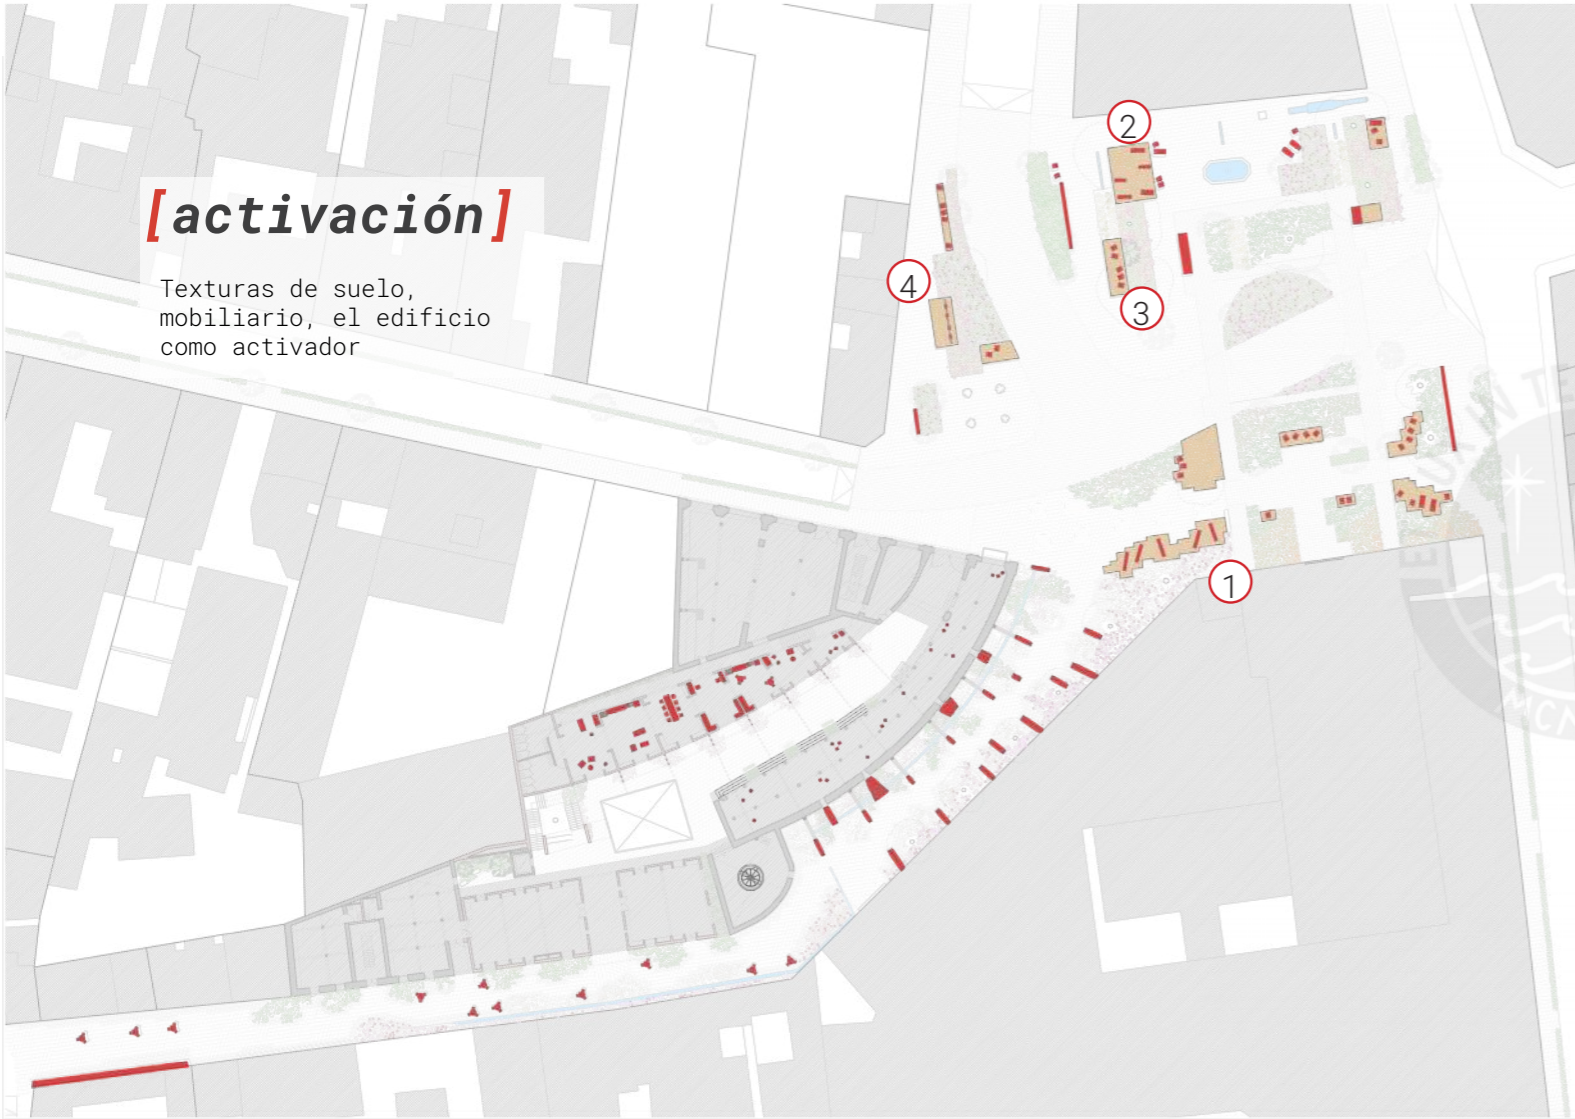 [activación]
Texturas de suelo,
mobiliario, el edificio
como activador
2
4
3
1